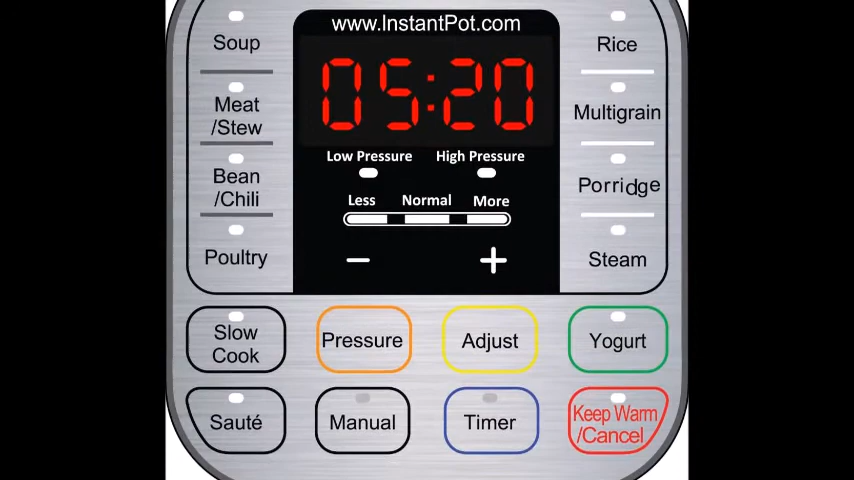 www.InstantPot.com
Soup
05:20
Rice
Meat
/Stew
Multigrain
Low Pressure High Pressure
Bean
/Chili
Porridge
Less Normal More
Poultry
− +
Steam
Slow
Cook
Pressure
Adjust
Yogurt
Sauté
Manual
Timer
Keep Warm
/Cancel